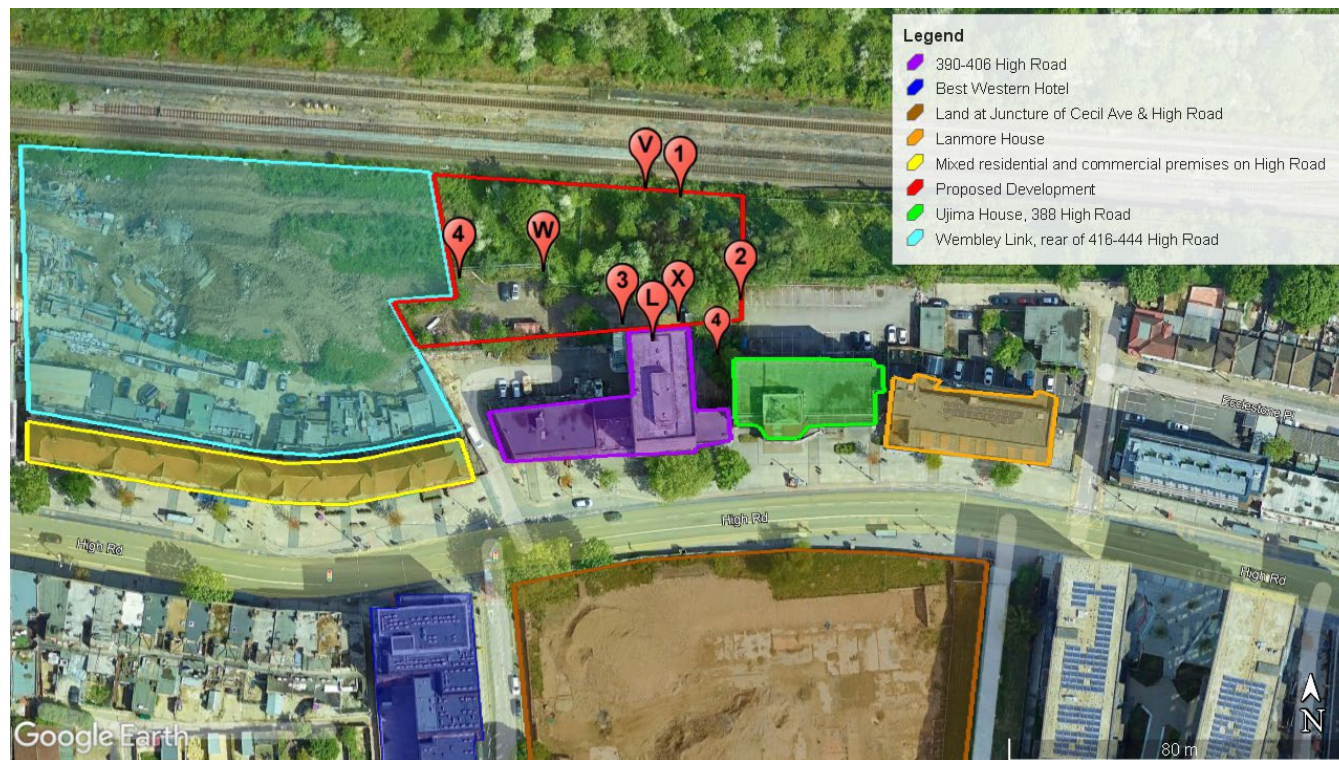 Legend
390-406 High Road
Best Western Hotel
Land at Juncture of Cecil Ave & High Road
Lanmore House
Mixed residential and commercial premises on High Road
Proposed Development
Ujima House, 388 High Road
Wembley Link, rear of 416-444 High Road
V
1
4
W
2
3
L
X
4
Ecclestone Pl
High Rd
High Rd
High Rd
N
Google Earth
80 m